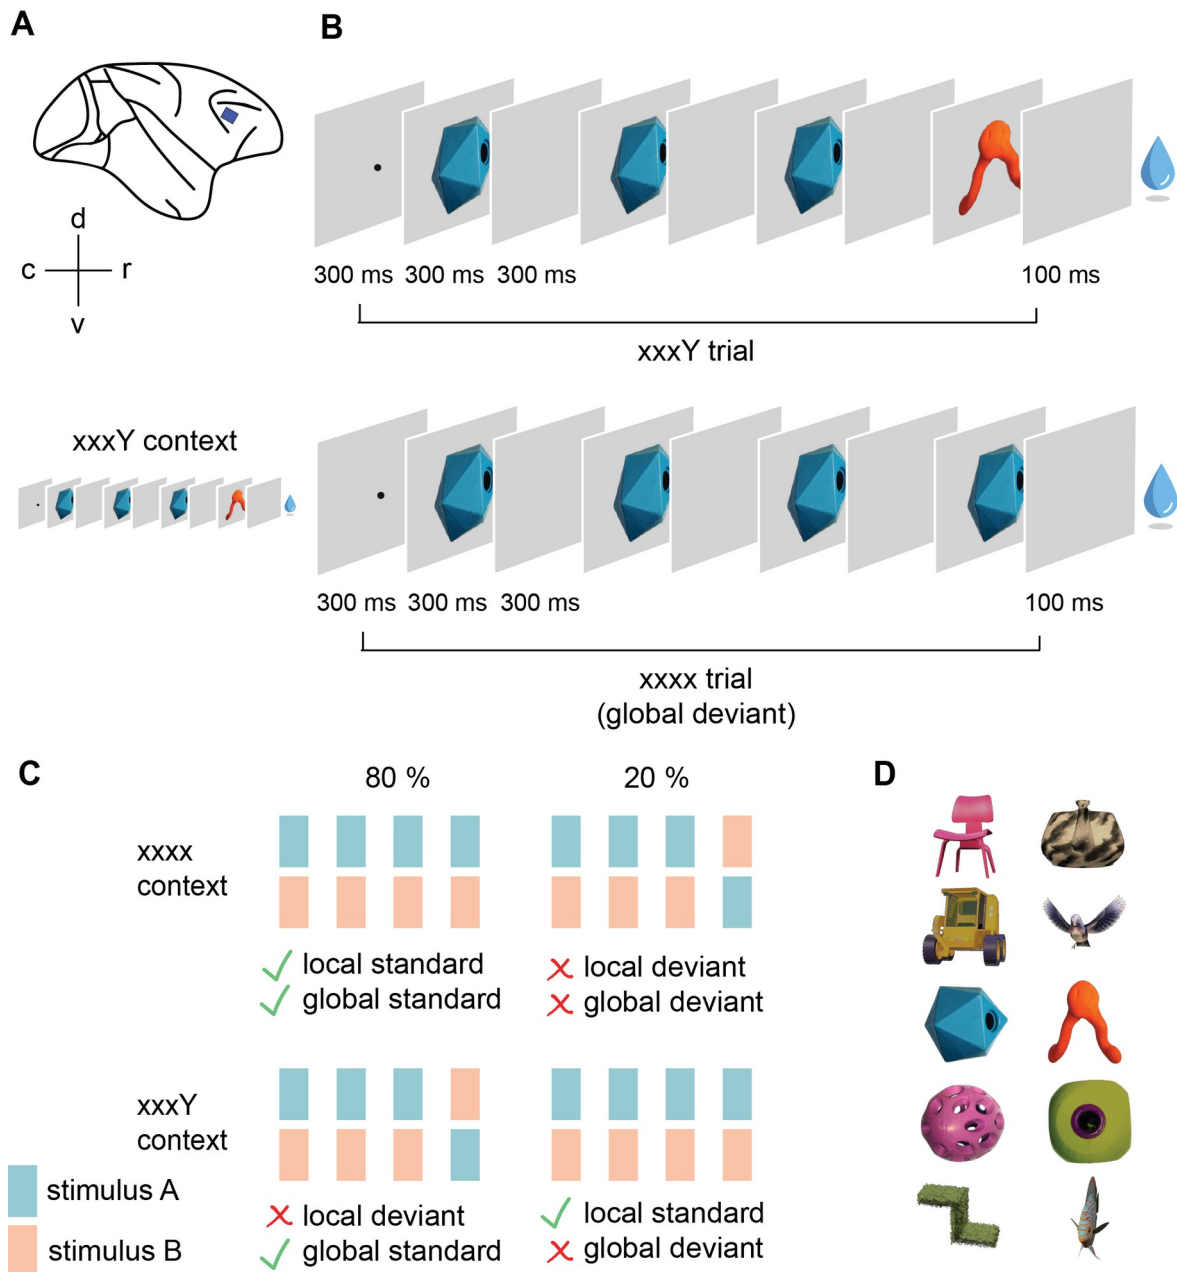 A
B
d
c r
v
300 ms 300 ms 300 ms 100 ms
xxxY trial
xxxY context
300 ms 300 ms 300 ms 100 ms
xxxx trial
(global deviant)
C
80 % 20 %
xxxx
context
local standard
global standard
local deviant
global deviant
xxxY
context
local deviant
global standard
local standard
global deviant
stimulus A
stimulus B
D